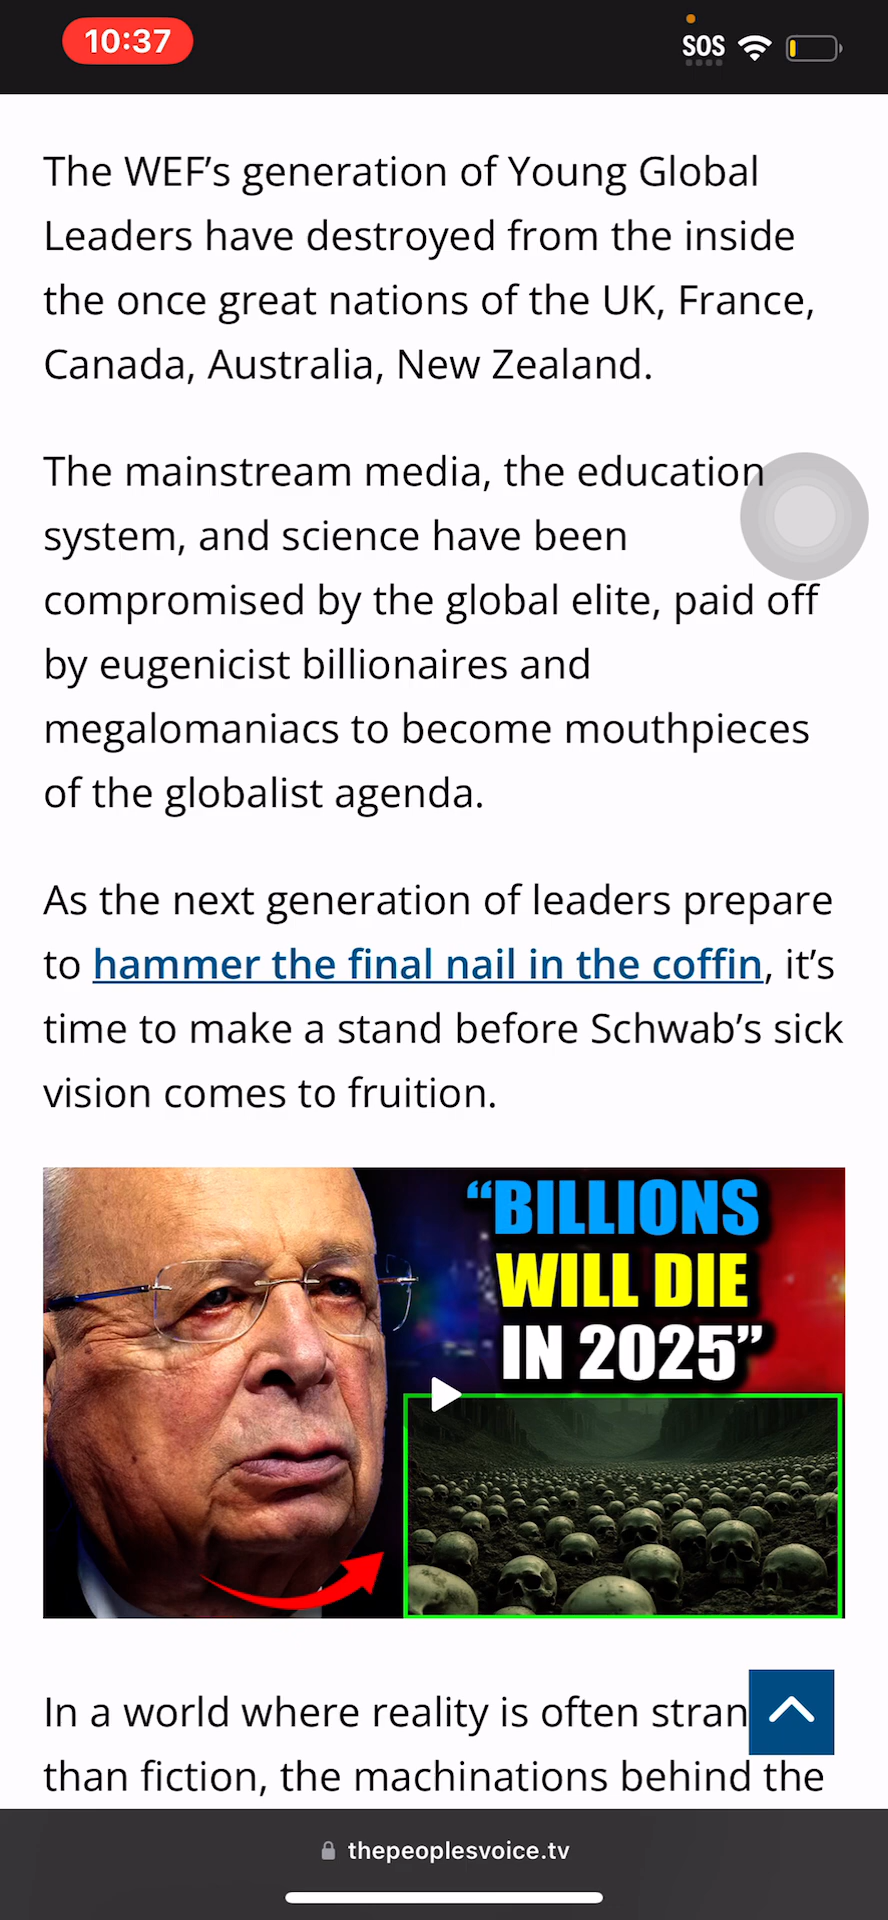 10:37
SOS
The WEF’s generation of Young Global
Leaders have destroyed from the inside
the once great nations of the UK, France,
Canada, Australia, New Zealand.
The mainstream media, the education
system, and science have been
compromised by the global elite, paid off
by eugenicist billionaires and
megalomaniacs to become mouthpieces
of the globalist agenda.
As the next generation of leaders prepare
to hammer the final nail in the coffin, it’s
time to make a stand before Schwab’s sick
vision comes to fruition.
“BILLIONS
WILL DIE
IN 2025”
In a world where reality is often stran
than fiction, the machinations behind the
thepeoplesvoice.tv